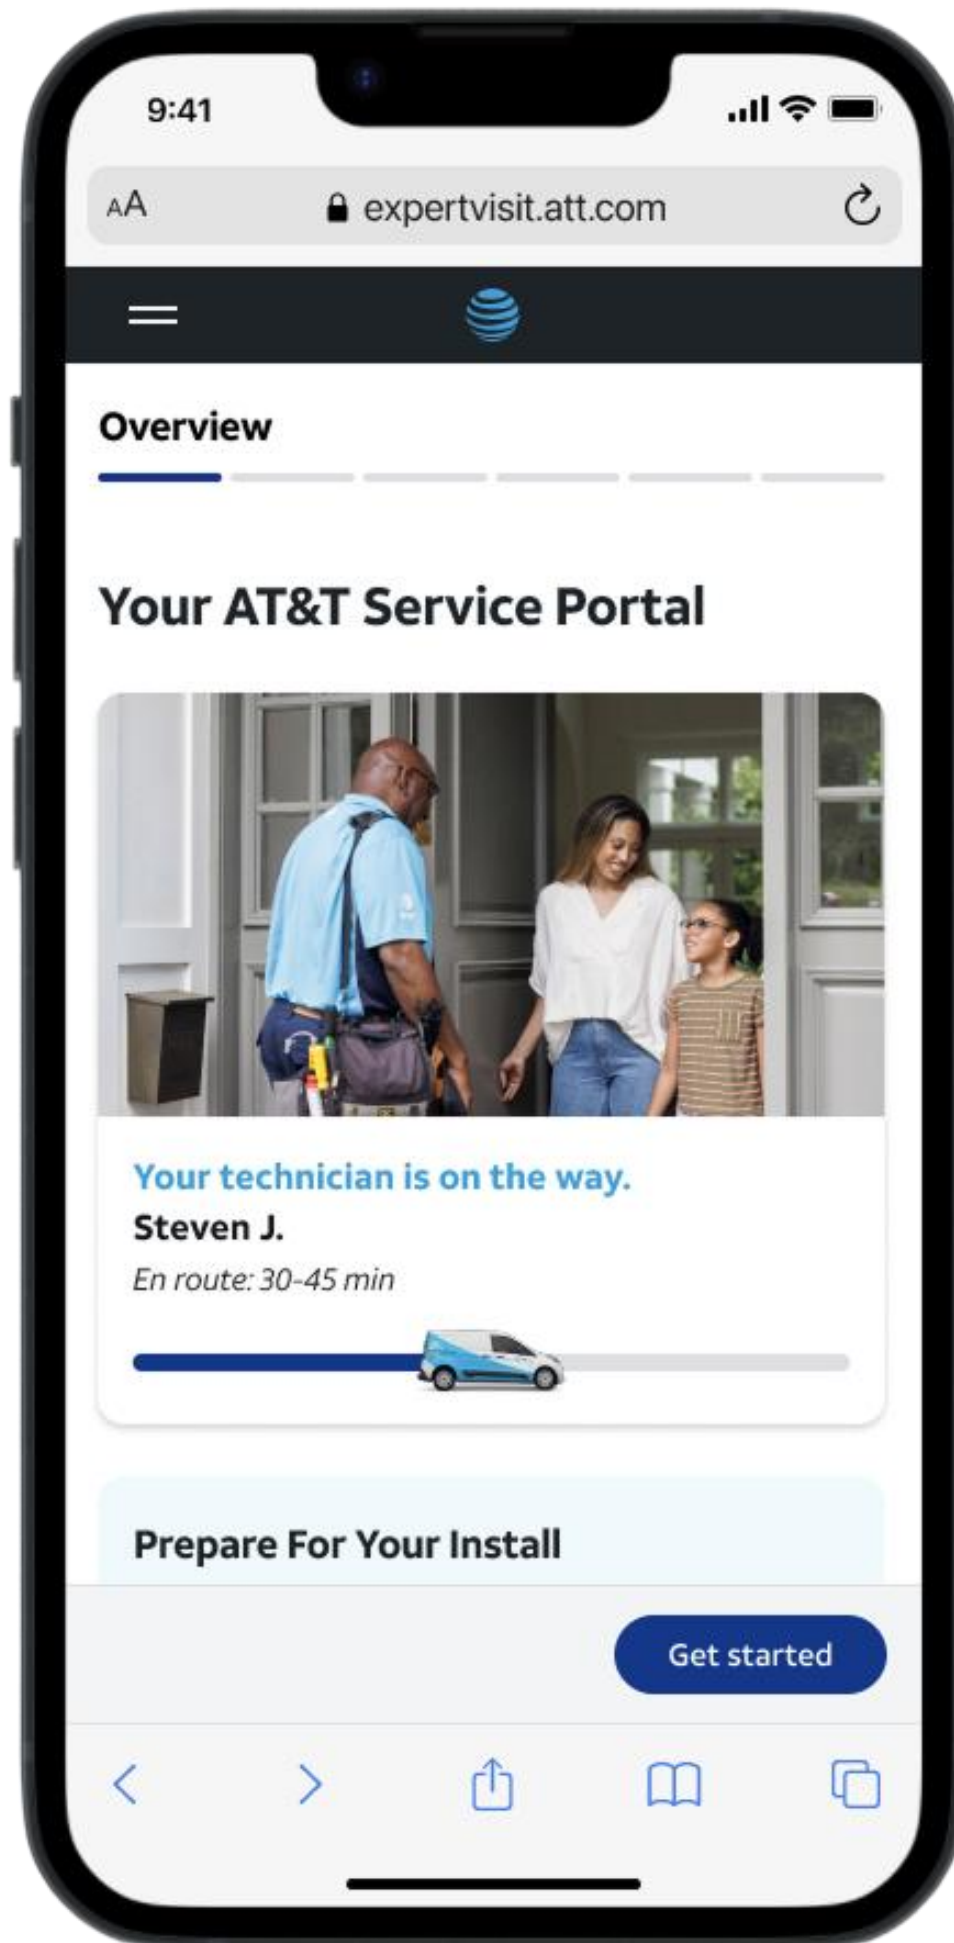 9:41
AA
expertvisit.att.com
Overview
Your AT&T Service Portal
Your technician is on the way.
Steven J.
En route: 30-45 min
Prepare For Your Install
Get started